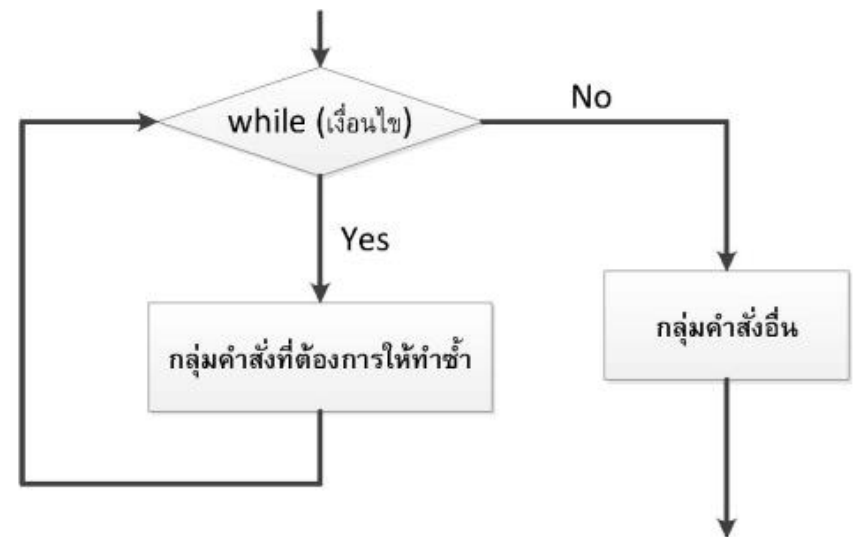 while (เงื่อนไข)
No
Yes
กลุ่มคำสั่งที่ต้องการให้ทำซ้ำ
กลุ่มคำสั่งอื่น